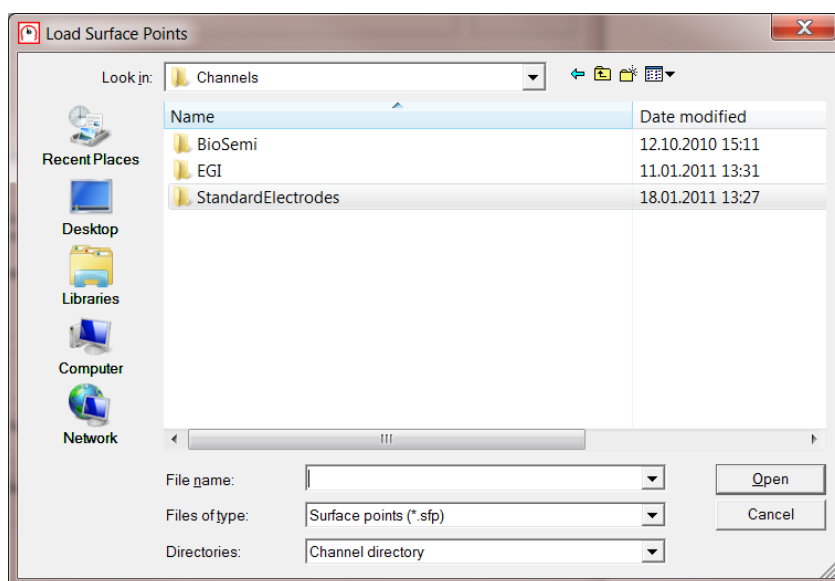 Load Surface Points
X
Look in:
Channels
Name
Date modified
BioSemi
12.10.2010 15:11
EGI
11.01.2011 13:31
StandardElectrodes
18.01.2011 13:27
Recent Places
Desktop
Libraries
Computer
Network
File name:
Open
Files of type:
Surface points (*.sfp)
Cancel
Directories:
Channel directory